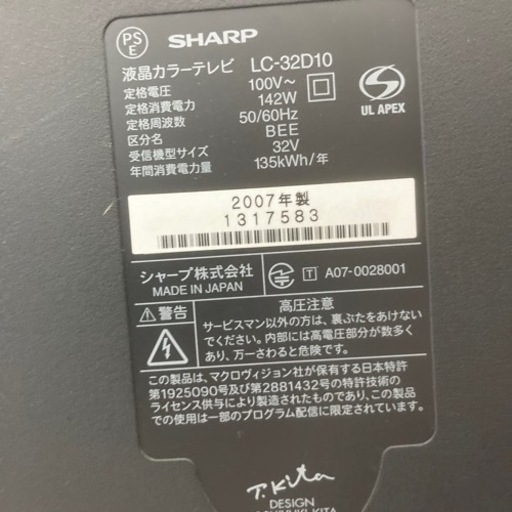 PS
E
SHARP
液晶カラーテレビ LC-32D10
定格電圧 100V～
定格消費電力 142W
定格周波数 50/60Hz
区分名 BEE
受信機型サイズ 32V
年間消費電力量 135kWh/年
UL APEX
2007年製
1317583
シャープ株式会社
MADE IN JAPAN
T A07-0028001
高圧注意
警告
サービスマン以外の方は、裏ぶたをあけない
でください。内部には高電圧部分が数多く
あり、万一さわると危険です。
この製品は、マクロヴィジョン社が保有する日本特許
第1925090号及び第2881432号の特許技術の
ライセンス供与により製造されたものであり、このもと
での使用は一部のプログラム配信に限定されています。
T.Kita
DESIGN